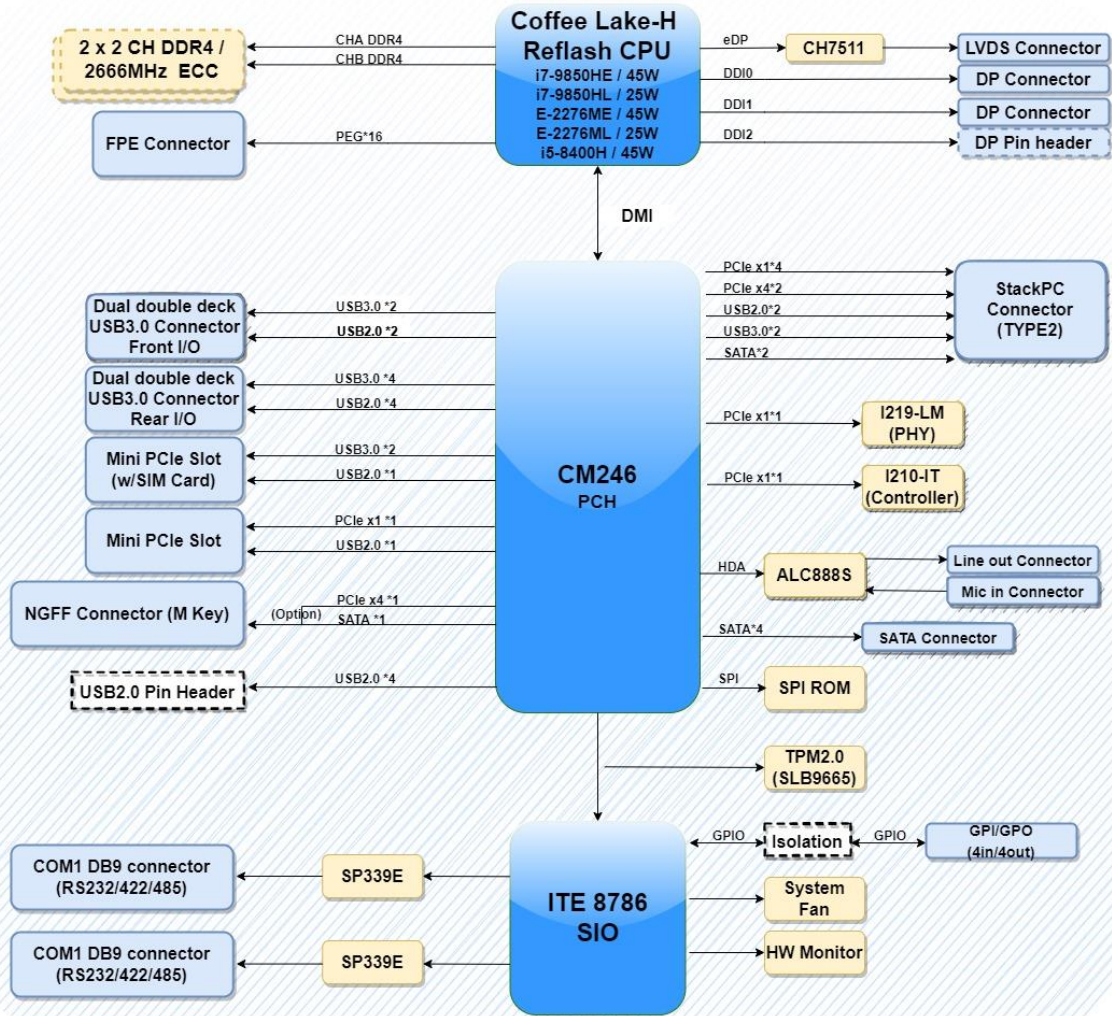 Coffee Lake-H
Reflash CPU
i7-9850HE / 45W
i7-9850HL / 25W
E-2276ME / 45W
E-2276ML / 25W
i5-8400H / 45W
2 x 2 CH DDR4 /
2666MHz ECC
CHA DDR4
CHB DDR4
FPE Connector
PEG*16
eDP
CH7511
LVDS Connector
DDI0
DP Connector
DDI1
DP Connector
DDI2
DP Pin header
DMI
CM246
PCH
Dual double deck
USB3.0 Connector
Front I/O
USB3.0 *2
USB2.0 *2
Dual double deck
USB3.0 Connector
Rear I/O
USB3.0 *4
USB2.0 *4
Mini PCIe Slot
(w/SIM Card)
USB3.0 *2
USB2.0 *1
Mini PCIe Slot
PCIe x1 *1
USB2.0 *1
NGFF Connector (M Key)
(Option)
PCIe x4 *1
SATA *1
USB2.0 Pin Header
USB2.0 *4
PCIe x1*4
PCIe x4*2
USB2.0*2
USB3.0*2
SATA*2
StackPC
Connector
(TYPE2)
PCIe x1*1
I219-LM
(PHY)
PCIe x1*1
I210-IT
(Controller)
HDA
ALC888S
Line out Connector
Mic in Connector
SATA*4
SATA Connector
SPI
SPI ROM
TPM2.0
(SLB9665)
ITE 8786
SIO
GPIO
Isolation
GPIO
GPI/GPO
(4in/4out)
System
Fan
HW Monitor
COM1 DB9 connector
(RS232/422/485)
SP339E
COM1 DB9 connector
(RS232/422/485)
SP339E